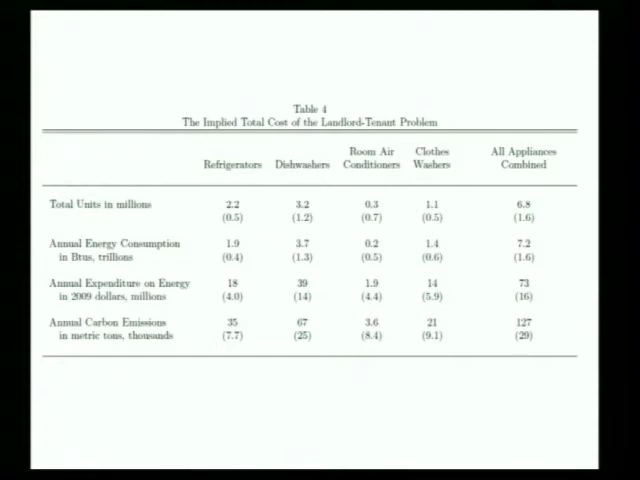 Table 4
The Implied Total Cost of the Landlord-Tenant Problem
Refrigerators Dishwashers Room Air Conditioners Clothes Washers All Appliances Combined
Total Units in millions 2.2 3.2 0.3 1.1 6.8
(0.5) (1.2) (0.7) (0.5) (1.6)
Annual Energy Consumption 1.9 3.7 0.2 1.4 7.2
in Btus, trillions (0.4) (1.3) (0.5) (0.6) (1.6)
Annual Expenditure on Energy 18 39 1.9 14 73
in 2009 dollars, millions (4.0) (14) (4.4) (5.9) (16)
Annual Carbon Emissions 35 67 3.6 21 127
in metric tons, thousands (7.7) (25) (8.4) (9.1) (29)